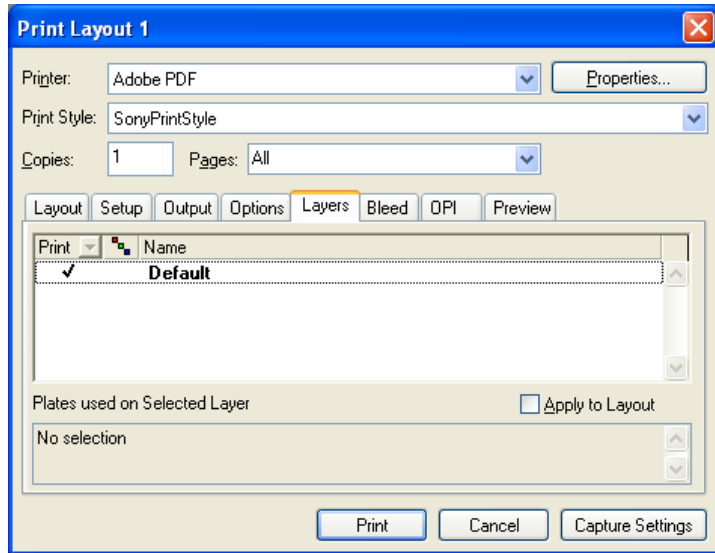 Print Layout 1
Printer: Adobe PDF Properties...
Print Style: SonyPrintStyle
Copies: 1 Pages: All
Layout Setup Output Options Layers Bleed OPI Preview
Print Name
Default
Plates used on Selected Layer Apply to Layout
No selection
Print Cancel Capture Settings